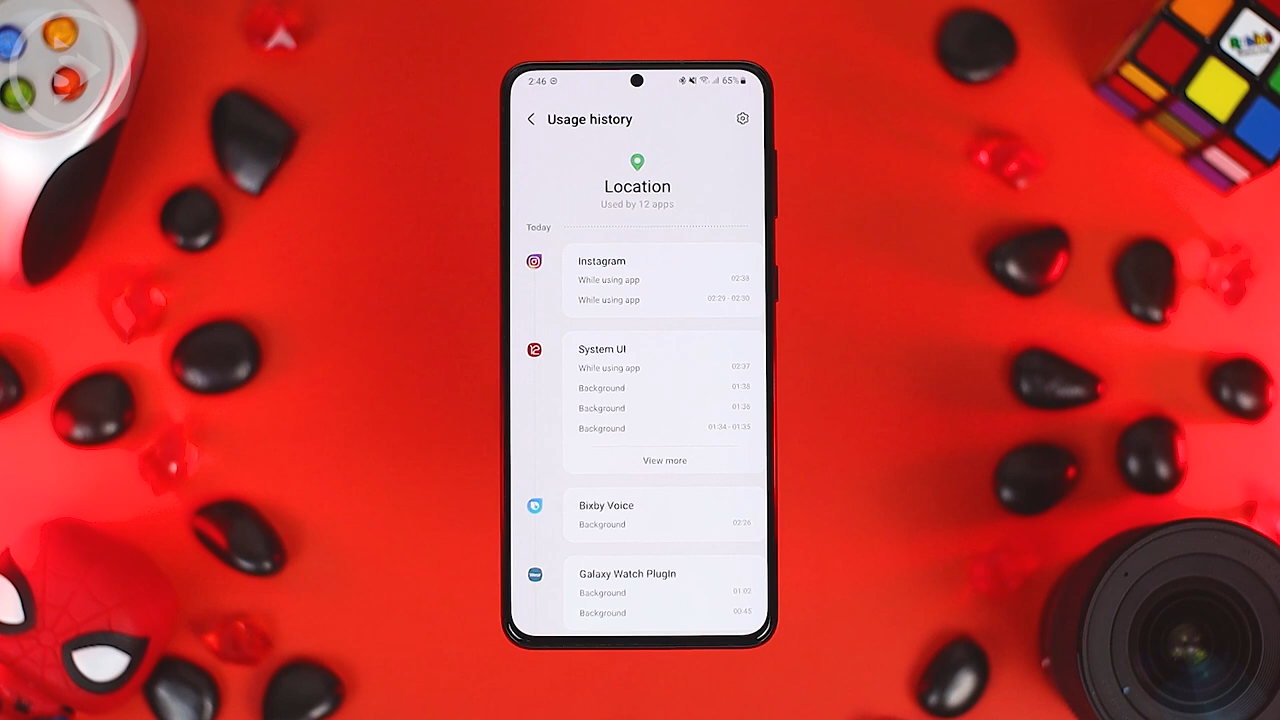 2:46 65%
Usage history
Location
Used by 12 apps
Today
Instagram
While using app 02:38
While using app 02:29 - 02:30
12
System UI
While using app 02:37
Background 01:38
Background 01:36
Background 01:34 - 01:35
View more
Bixby Voice
Background 02:26
Galaxy Watch PlugIn
Background 01:02
Background 00:45